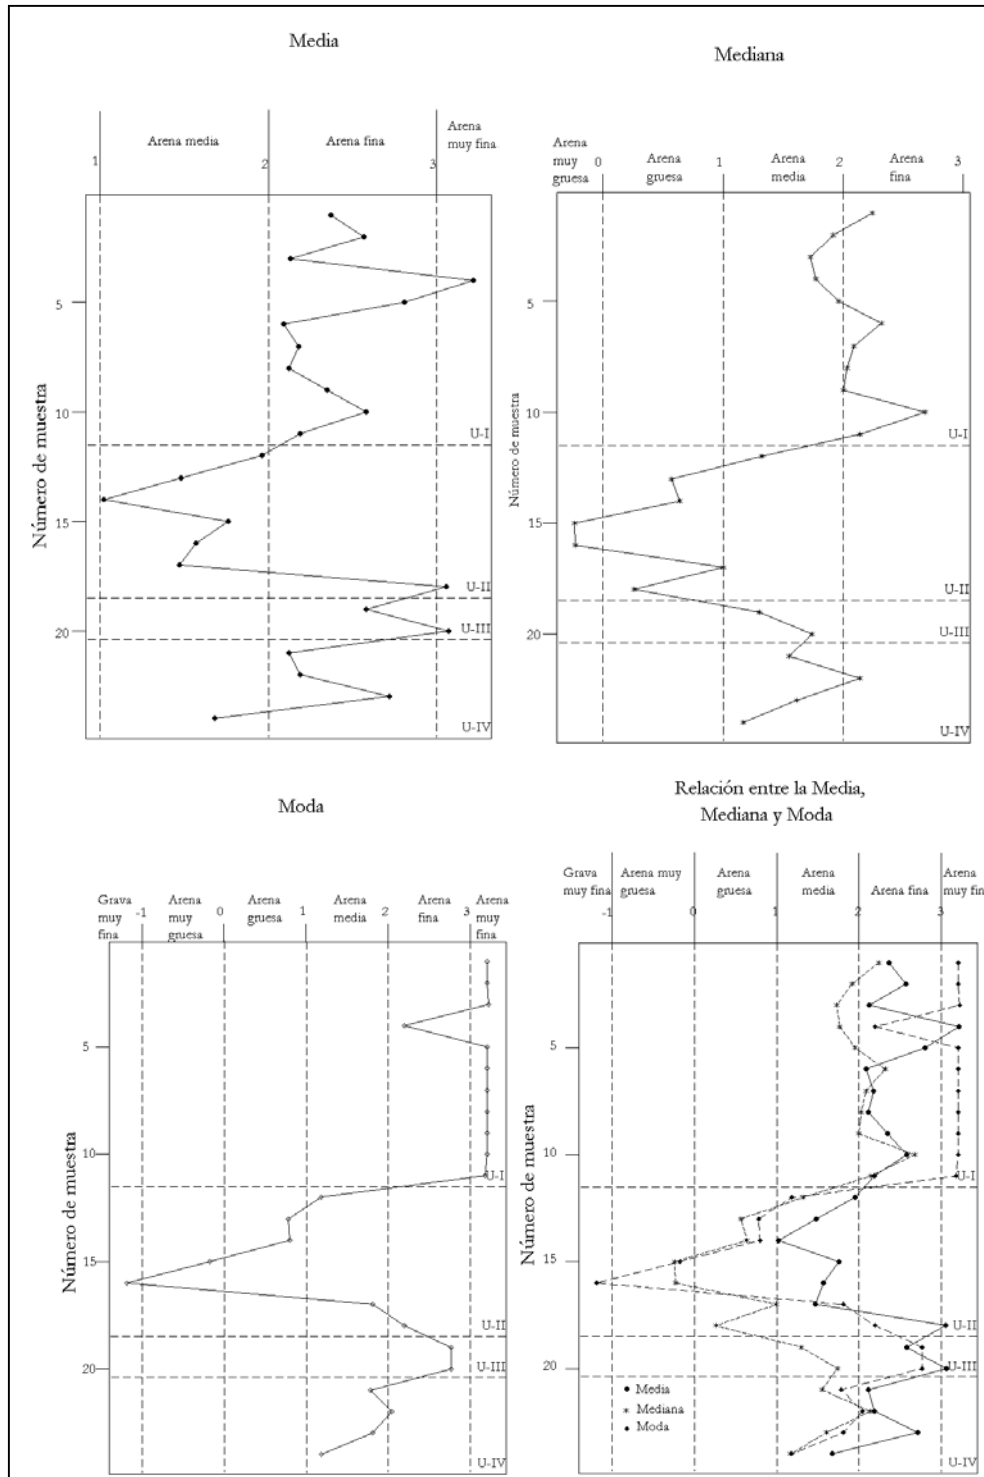 Media
Mediana
Arena media
Arena fina
Arena
muy fina
1
2
3
Número de muestra
5
10
15
20
U-I
U-II
U-III
U-IV
Arena
muy
gruesa
Arena
gruesa
Arena
media
Arena
fina
0
1
2
3
Número de muestra
5
10
15
20
U-I
U-II
U-III
U-IV
Moda
Relación entre la Media,
Mediana y Moda
Grava
muy
fina
Arena
muy
gruesa
Arena
gruesa
Arena
media
Arena
fina
Arena
muy
fina
-1
0
1
2
3
Número de muestra
5
10
15
20
U-I
U-II
U-III
U-IV
Grava
muy fina
Arena muy
gruesa
Arena
gruesa
Arena
media
Arena fina
Arena
muy fina
-1
0
1
2
3
Número de muestra
5
10
15
20
U-I
U-II
U-III
U-IV
Media
Mediana
Moda